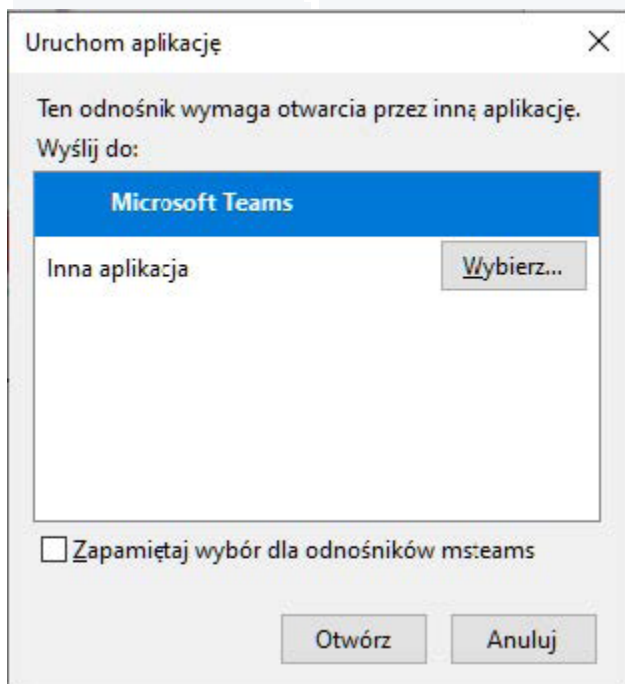 Uruchom aplikację
Ten odnośnik wymaga otwarcia przez inną aplikację.
Wyślij do:
Microsoft Teams
Inna aplikacja
Wybierz...
Zapamiętaj wybór dla odnośników msteams
Otwórz
Anuluj